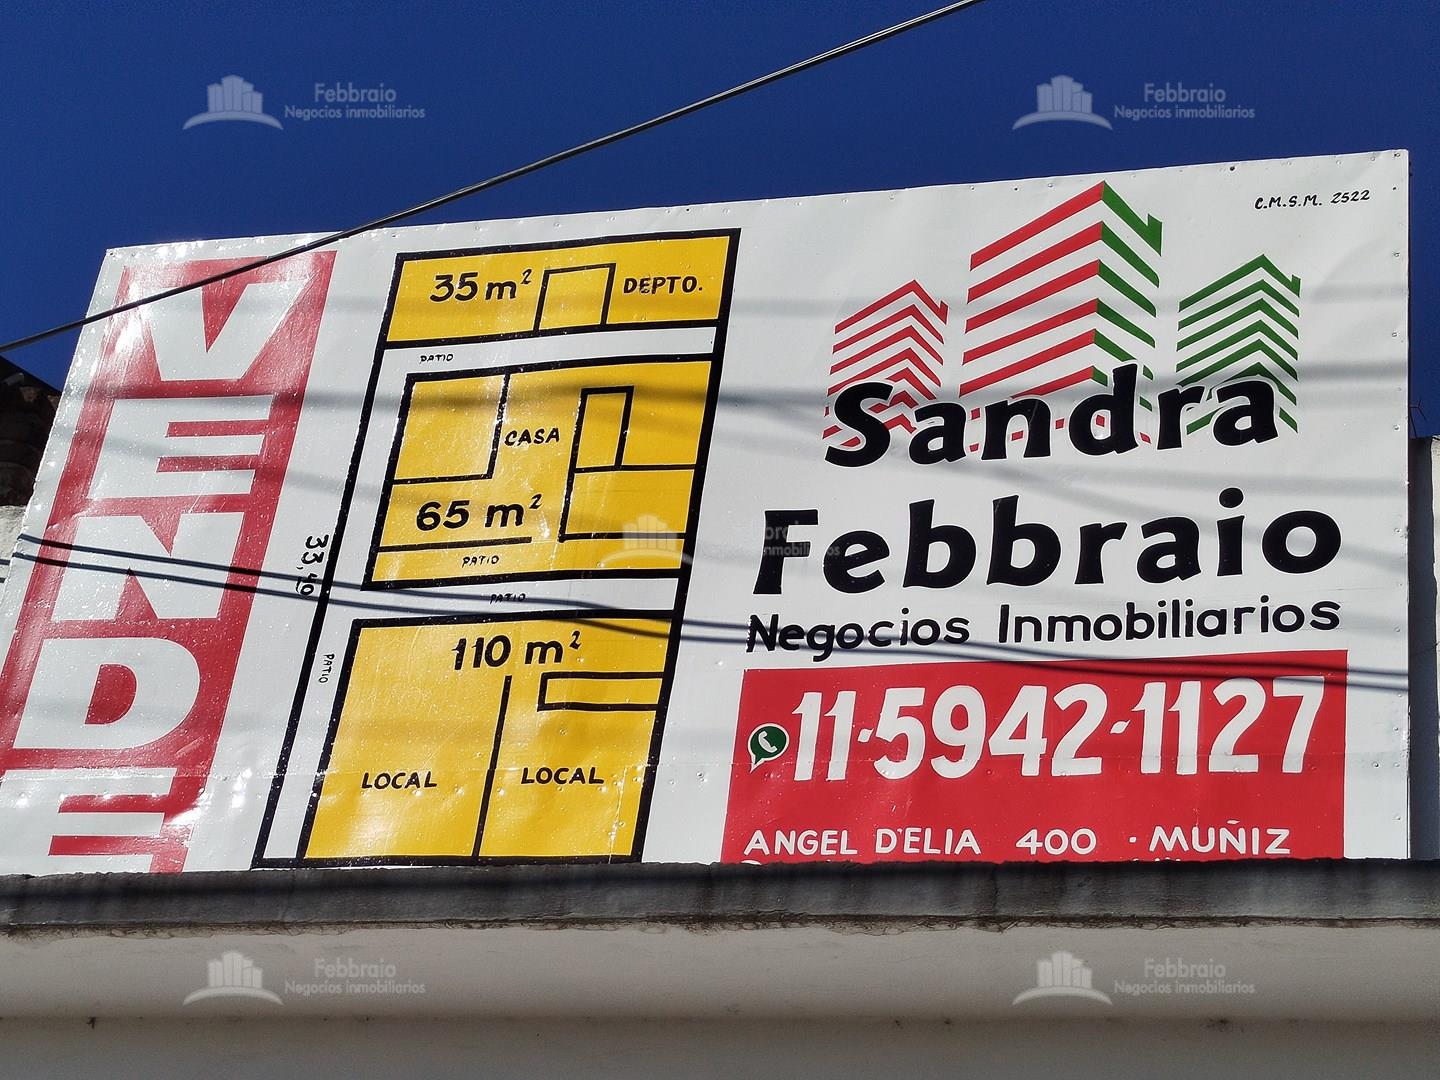 Febbraio
Negocios inmobiliarios
Febbraio
Negocios inmobiliarios
C.M.S.M. 2522
VENDE
35 m² DEPTO.
PATIO
CASA
65 m²
PATIO
PATIO
33,40
PATIO
110 m²
LOCAL LOCAL
Sandra
Febbraio
Negocios Inmobiliarios
11·5942·1127
ANGEL D'ELIA 400 · MUÑIZ
Febbraio
Negocios inmobiliarios
Febbraio
Negocios inmobiliarios